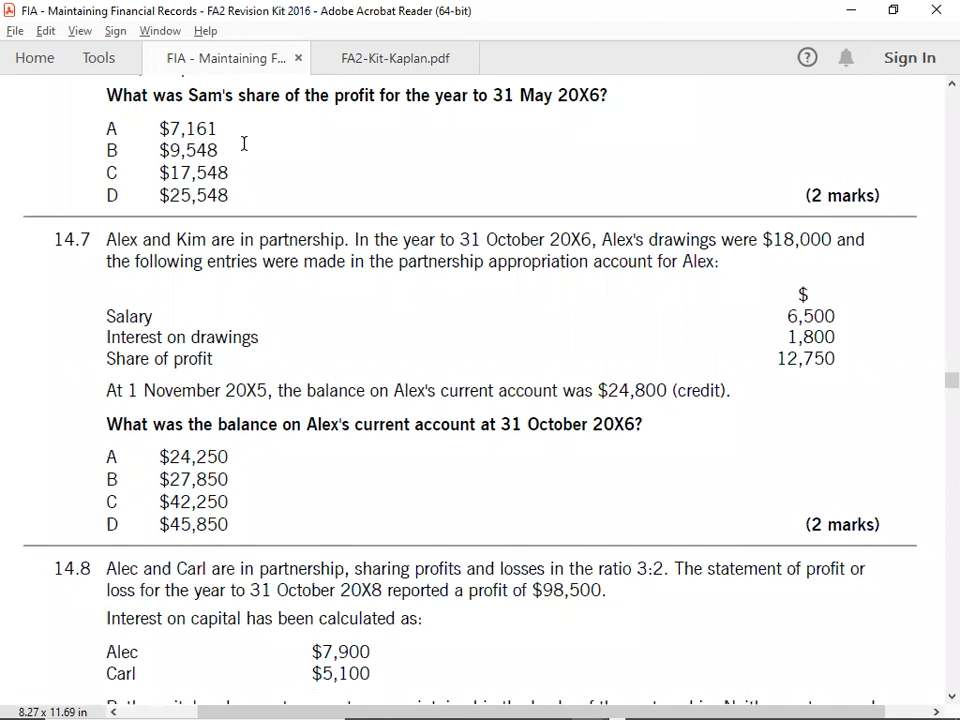 FIA - Maintaining Financial Records - FA2 Revision Kit 2016 - Adobe Acrobat Reader (64-bit)
File Edit View Sign Window Help
Home Tools FIA - Maintaining F... × FA2-Kit-Kaplan.pdf ? Sign In
What was Sam's share of the profit for the year to 31 May 20X6?
A $7,161
B $9,548
C $17,548
D $25,548 (2 marks)
14.7 Alex and Kim are in partnership. In the year to 31 October 20X6, Alex's drawings were $18,000 and
the following entries were made in the partnership appropriation account for Alex:
$
Salary 6,500
Interest on drawings 1,800
Share of profit 12,750
At 1 November 20X5, the balance on Alex's current account was $24,800 (credit).
What was the balance on Alex's current account at 31 October 20X6?
A $24,250
B $27,850
C $42,250
D $45,850 (2 marks)
14.8 Alec and Carl are in partnership, sharing profits and losses in the ratio 3:2. The statement of profit or
loss for the year to 31 October 20X8 reported a profit of $98,500.
Interest on capital has been calculated as:
Alec $7,900
Carl $5,100
8.27 x 11.69 in